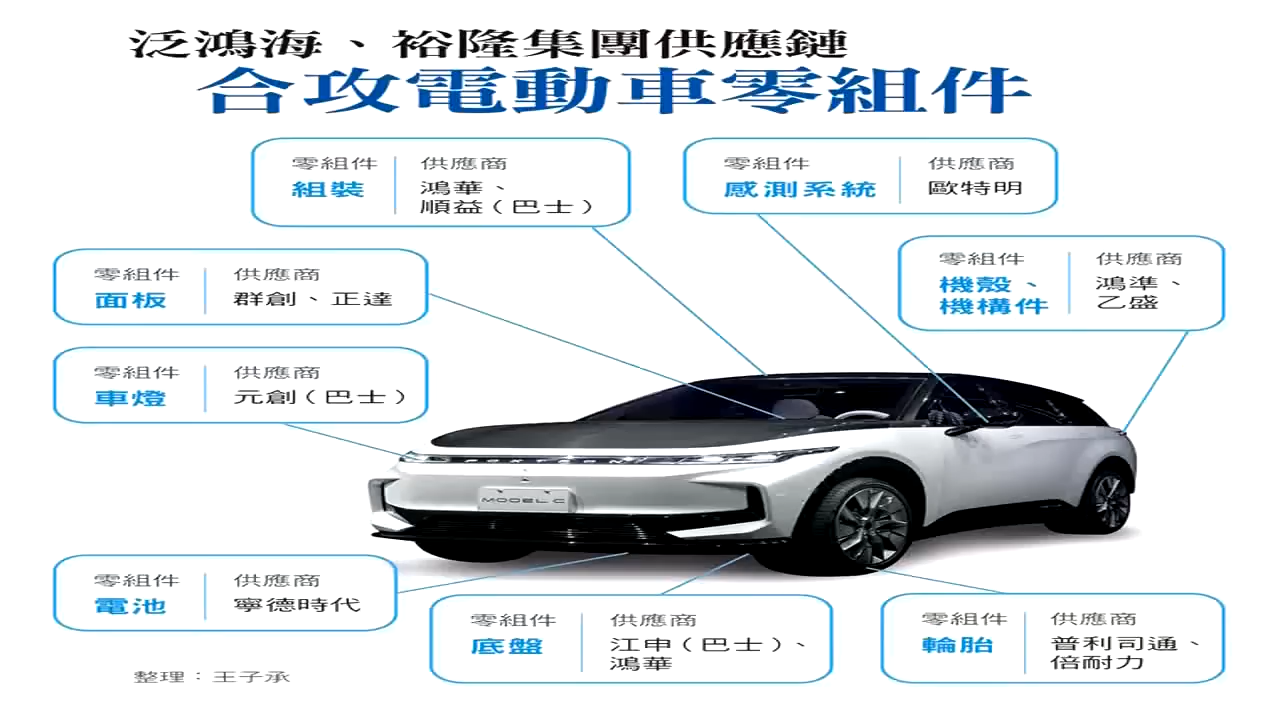 泛鴻海、裕隆集團供應鏈
合攻電動車零組件
零組件 供應商
組裝 鴻華、
順益(巴士)
零組件 供應商
感測系統 歐特明
零組件 供應商
機殼、 鴻準、
機構件 乙盛
零組件 供應商
面板 群創、正達
零組件 供應商
車燈 元創(巴士)
FOXTRON
MODEL C
零組件 供應商
電池 寧德時代
零組件 供應商
底盤 江申(巴士)、
鴻華
零組件 供應商
輪胎 普利司通、
倍耐力
整理：王子承